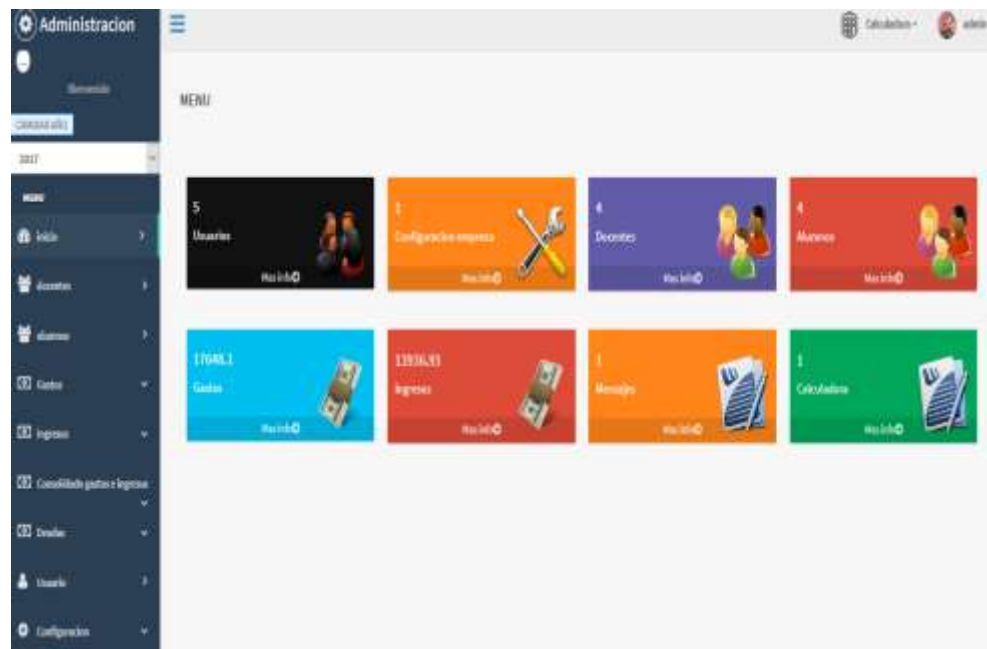 Administracion
Calculadora
admin
Bienvenido
MENU
CAMBIAR AÑO
2017
MENU
inicio
docentes
alumnos
Gastos
Ingresos
Consolidado gastos e ingresos
Deudas
Usuario
Configuracion
5
Usuarios
Mas info
1
Configuracion empresa
Mas info
4
Docentes
Mas info
4
Alumnos
Mas info
17648.1
Gastos
Mas info
13936.93
Ingresos
Mas info
1
Mensajes
Mas info
1
Calculadora
Mas info